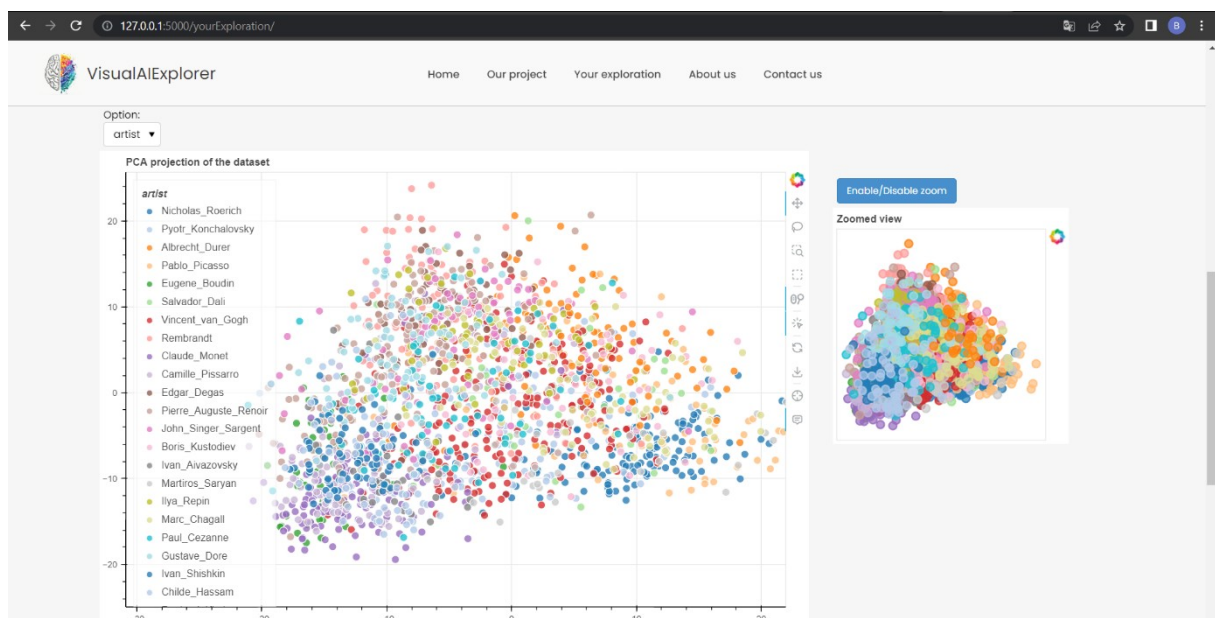 127.0.0.1:5000/yourExploration/
B
VisualAIExplorer
Home Our project Your exploration About us Contact us
Option:
artist
PCA projection of the dataset
artist
Nicholas_Roerich
Pyotr_Konchalovsky
Albrecht_Durer
Pablo_Picasso
Eugene_Boudin
Salvador_Dali
Vincent_van_Gogh
Rembrandt
Claude_Monet
Camille_Pissarro
Edgar_Degas
Pierre_Auguste_Renoir
John_Singer_Sargent
Boris_Kustodiev
Ivan_Aivazovsky
Martiros_Saryan
Ilya_Repin
Marc_Chagall
Paul_Cezanne
Gustave_Dore
Ivan_Shishkin
Childe_Hassam
20
10
0
-10
-20
Enable/Disable zoom
Zoomed view